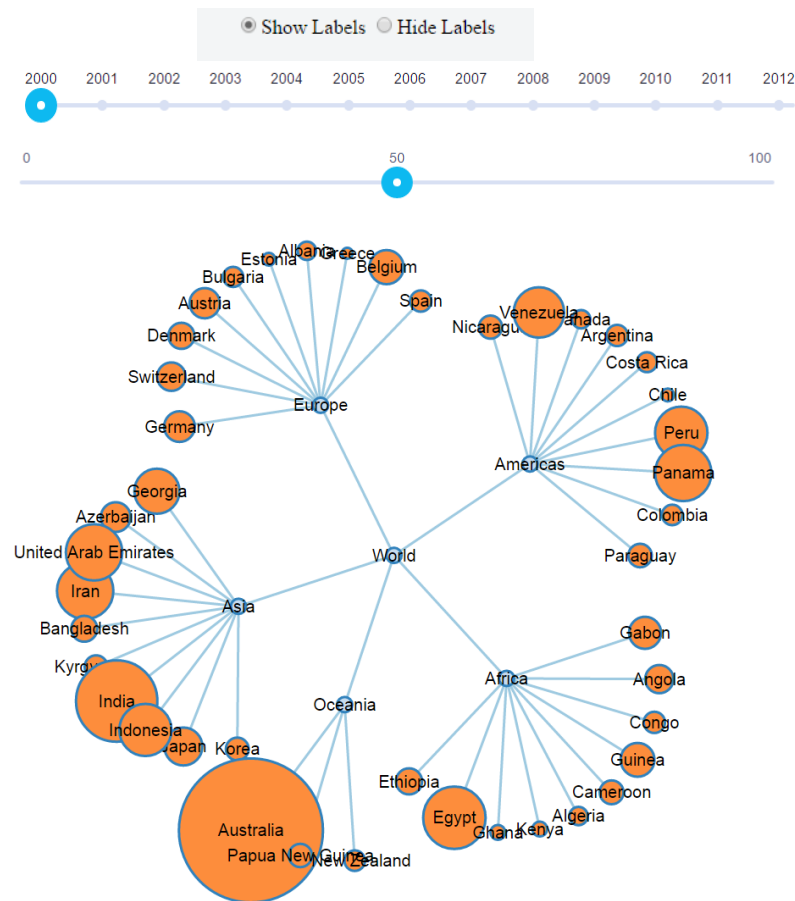 Show Labels Hide Labels
2000 2001 2002 2003 2004 2005 2006 2007 2008 2009 2010 2011 2012
0 50 100
Albania
Greece
Estonia
Belgium
Bulgaria
Spain
Austria
Venezuela
anada
Nicaragu
Argentina
Denmark
Costa Rica
Switzerland
Chile
Europe
Germany
Peru
Americas
Panama
Georgia
Azerbaijan
Colombia
United Arab Emirates
World
Paraguay
Iran
Asia
Bangladesh
Gabon
Kyrgy
Africa
Angola
India
Oceania
Congo
Indonesia
Japan
Korea
Guinea
Ethiopia
Cameroon
Egypt
Algeria
Australia
Ghana
Kenya
Papua New Guinea
New Zealand